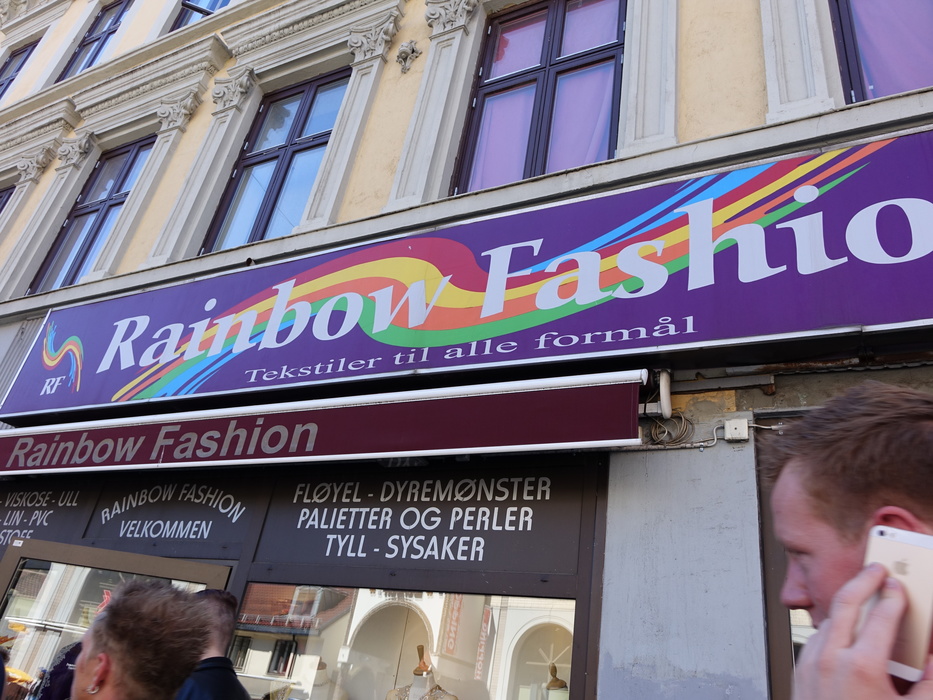 Rainbow Fashio
Tekstiler til alle formål
RF
Rainbow Fashion
- VISKOSE - ULL
- LIN - PVC
STOFF
RAINBOW FASHION
VELKOMMEN
FLØYEL - DYREMØNSTER
PALIETTER OG PERLER
TYLL - SYSAKER